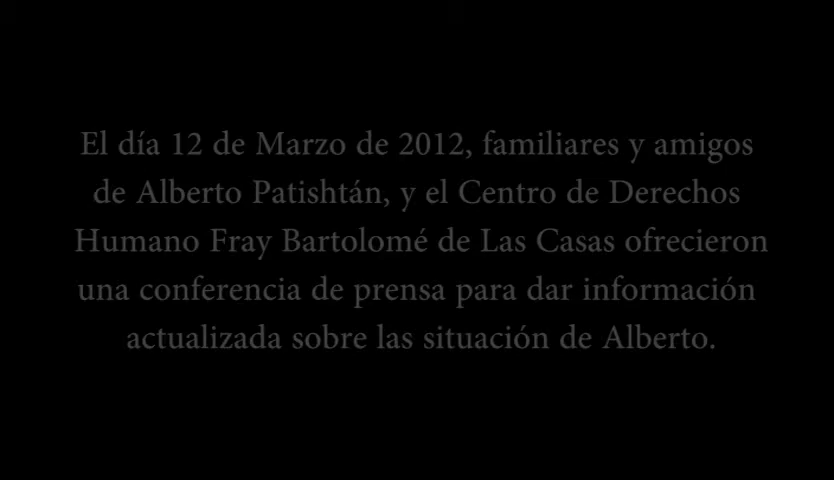 El día 12 de Marzo de 2012, familiares y amigos
de Alberto Patishtán, y el Centro de Derechos
Humano Fray Bartolomé de Las Casas ofrecieron
una conferencia de prensa para dar información
actualizada sobre las situación de Alberto.